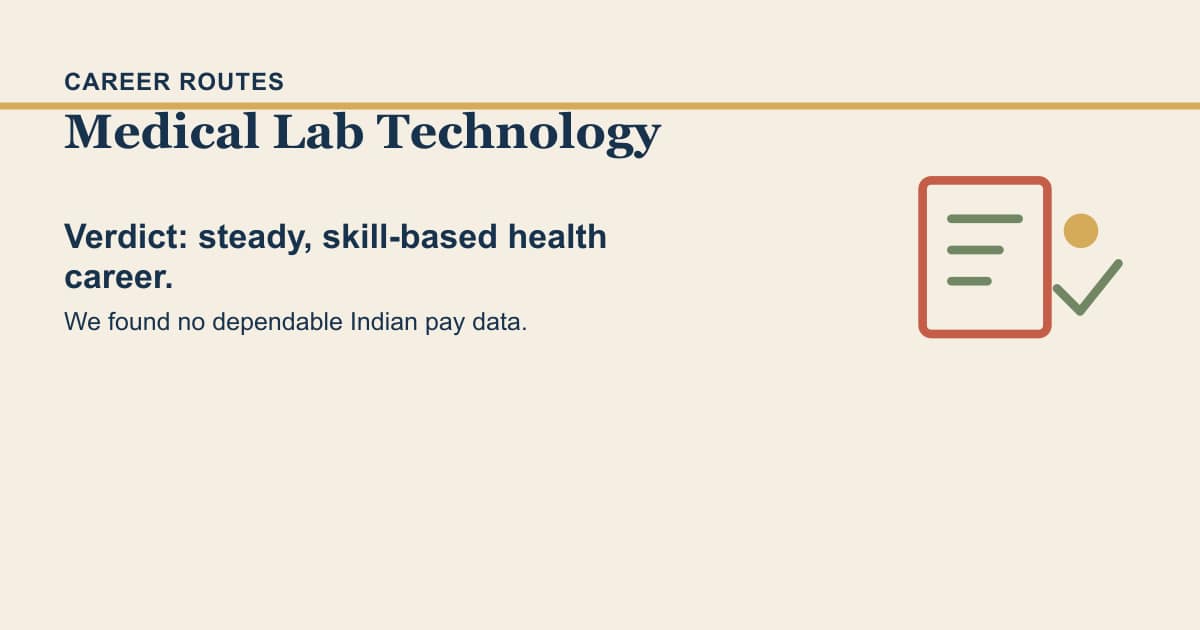 CAREER ROUTES
Medical Lab Technology
Verdict: steady, skill-based health
career.
We found no dependable Indian pay data.